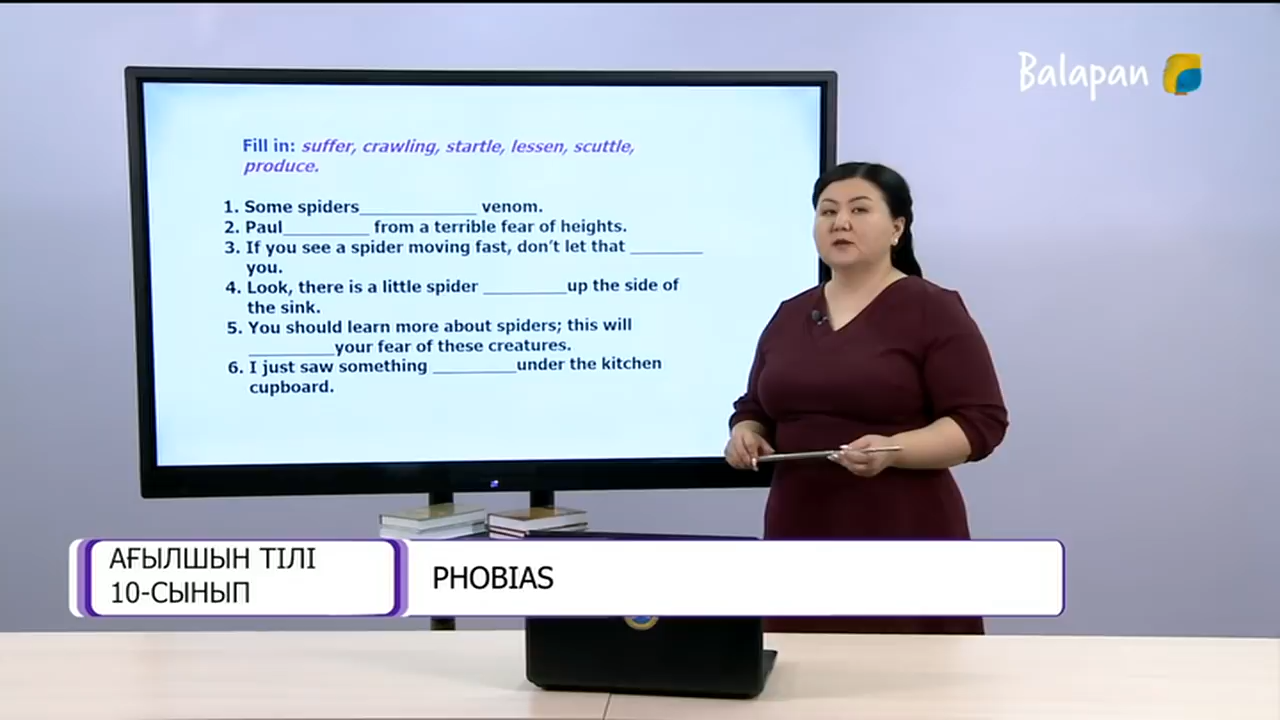 Balapan
Fill in: suffer, crawling, startle, lessen, scuttle,
produce.
1. Some spiders_____________ venom.
2. Paul__________ from a terrible fear of heights.
3. If you see a spider moving fast, don’t let that ________
you.
4. Look, there is a little spider _________up the side of
the sink.
5. You should learn more about spiders; this will
__________your fear of these creatures.
6. I just saw something _________under the kitchen
cupboard.
АҒЫЛШЫН ТІЛІ
10-СЫНЫП
PHOBIAS